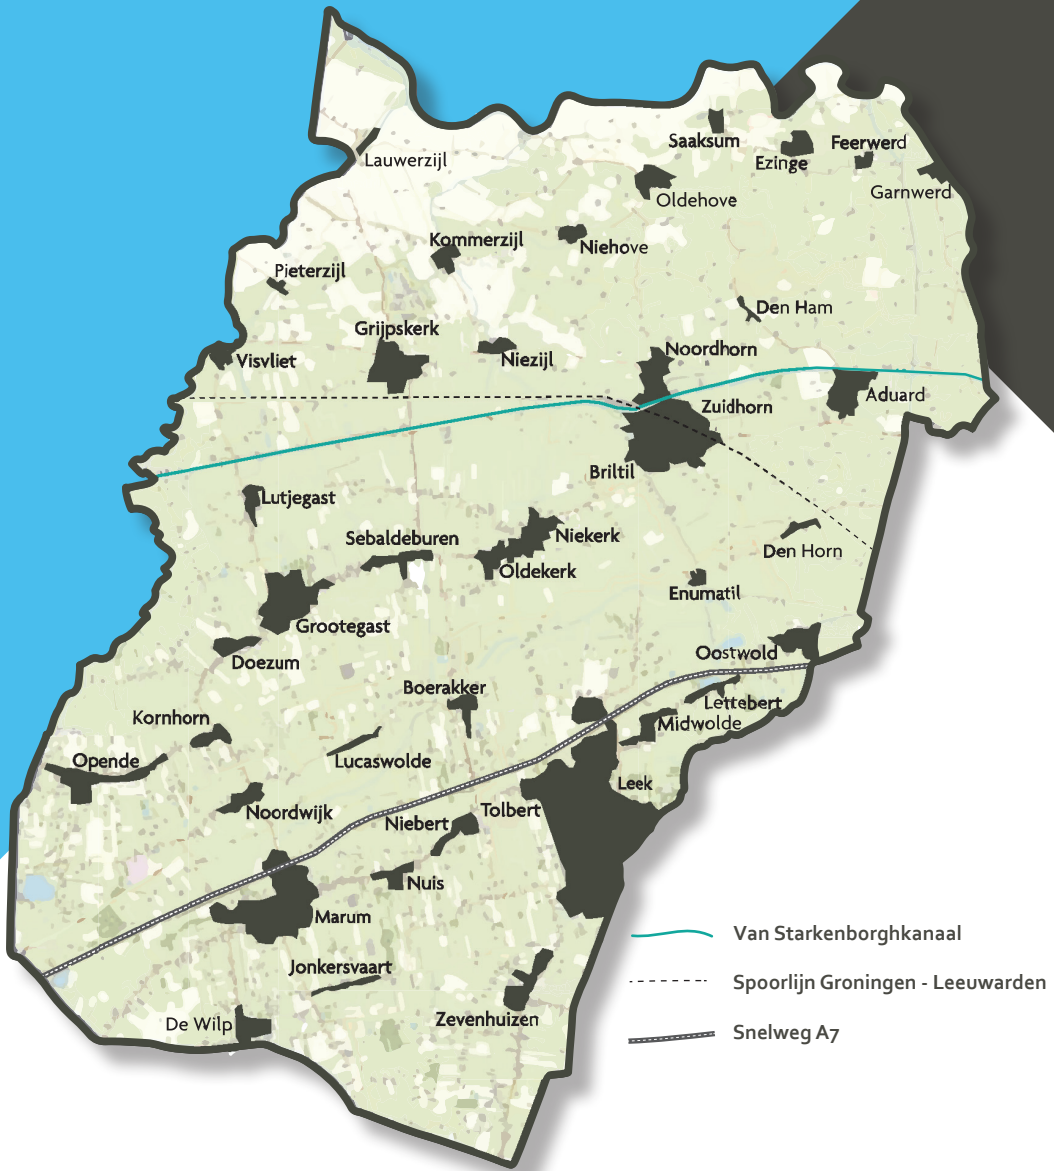 Lauwerzijl
Saaksum
Ezinge
Feerwerd
Garnwerd
Oldehove
Kommerzijl
Niehove
Pieterzijl
Den Ham
Grijpskerk
Niezijl
Noordhorn
Visvliet
Aduard
Zuidhorn
Briltil
Lutjegast
Sebaldeburen
Niekerk
Oldekerk
Den Horn
Enumatil
Grootegast
Doezum
Oostwold
Boerakker
Lettebert
Kornhorn
Midwolde
Opende
Lucaswolde
Leek
Noordwijk
Niebert
Tolbert
Nuis
Marum
Jonkersvaart
De Wilp
Zevenhuizen
Van Starkenborghkanaal
Spoorlijn Groningen - Leeuwarden
Snelweg A7